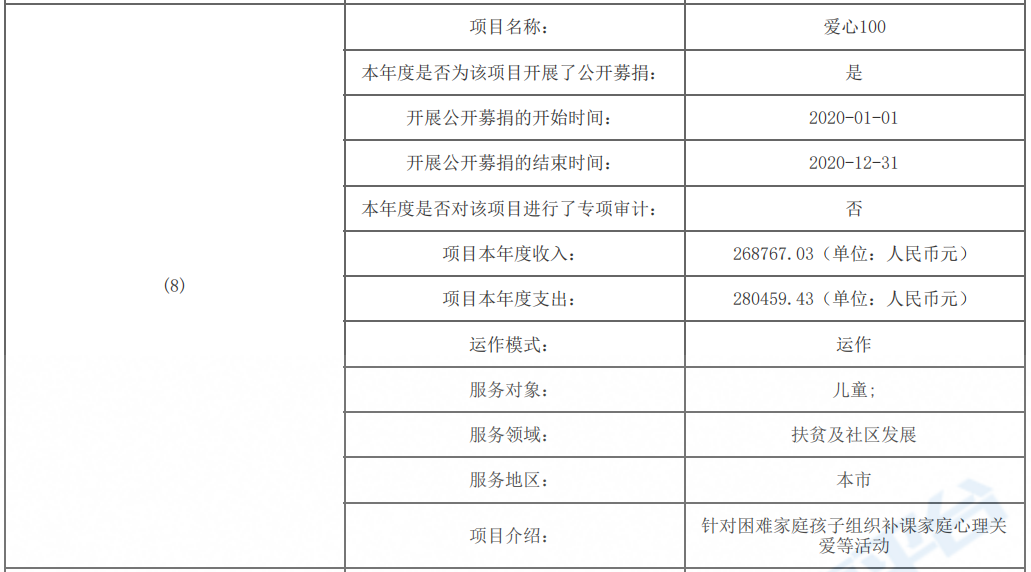 项目名称： 爱心100
本年度是否为该项目开展了公开募捐： 是
开展公开募捐的开始时间： 2020-01-01
开展公开募捐的结束时间： 2020-12-31
本年度是否对该项目进行了专项审计： 否
项目本年度收入： 268767.03（单位：人民币元）
(8)
项目本年度支出： 280459.43（单位：人民币元）
运作模式： 运作
服务对象： 儿童;
服务领域： 扶贫及社区发展
服务地区： 本市
项目介绍： 针对困难家庭孩子组织补课家庭心理关
爱等活动